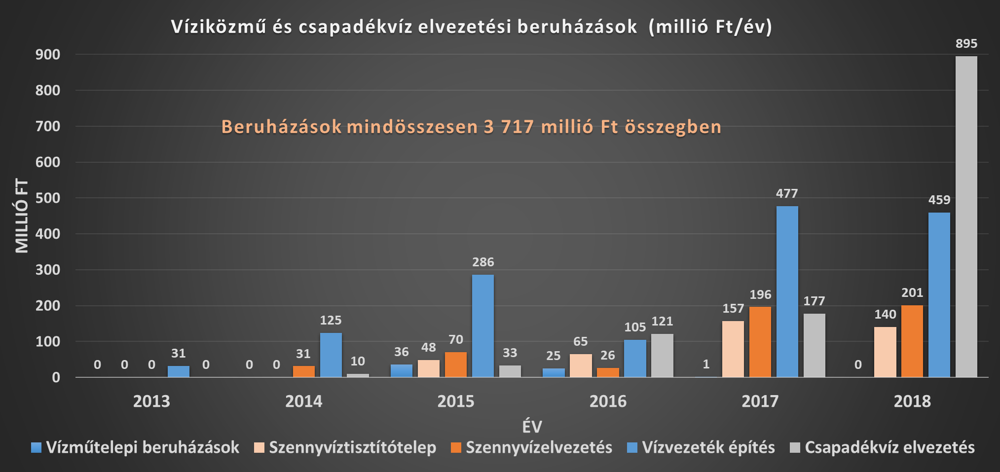 Víziközmű és csapadékvíz elvezetési beruházások (millió Ft/év)
895
900
800
700
Beruházások mindösszesen 3 717 millió Ft összegben
600
500
400
300
200
100
0
MILLIÓ FT
0 0 0 31 0
0 0 31 125 10
36 48 70 286 33
25 65 26 105 121
1 157 196 477 177
0 140 201 459
2013 2014 2015 2016 2017 2018
ÉV
Vízműtelepi beruházások Szennyvíztisztítótelep Szennyvízelvezetés Vízvezeték építés Csapadékvíz elvezetés